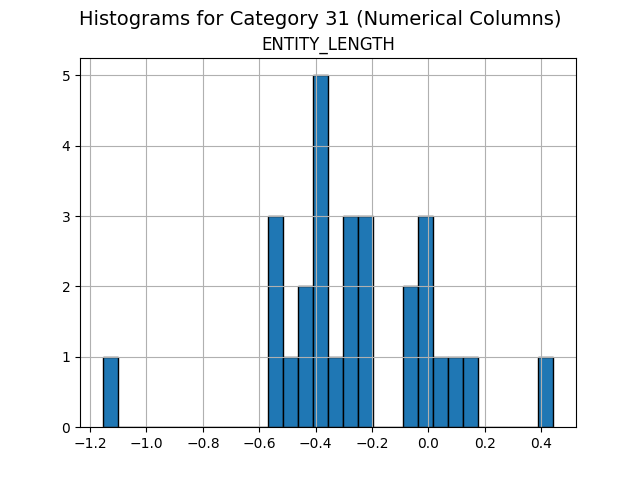 Histograms for Category 31 (Numerical Columns)
ENTITY_LENGTH
5
4
3
2
1
0
−1.2 −1.0 −0.8 −0.6 −0.4 −0.2 0.0 0.2 0.4